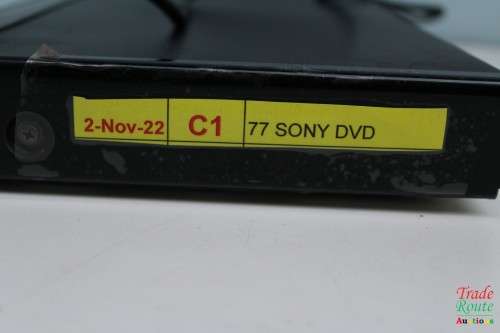 2-Nov-22 C1 77 SONY DVD
Trade
Route
Auctions